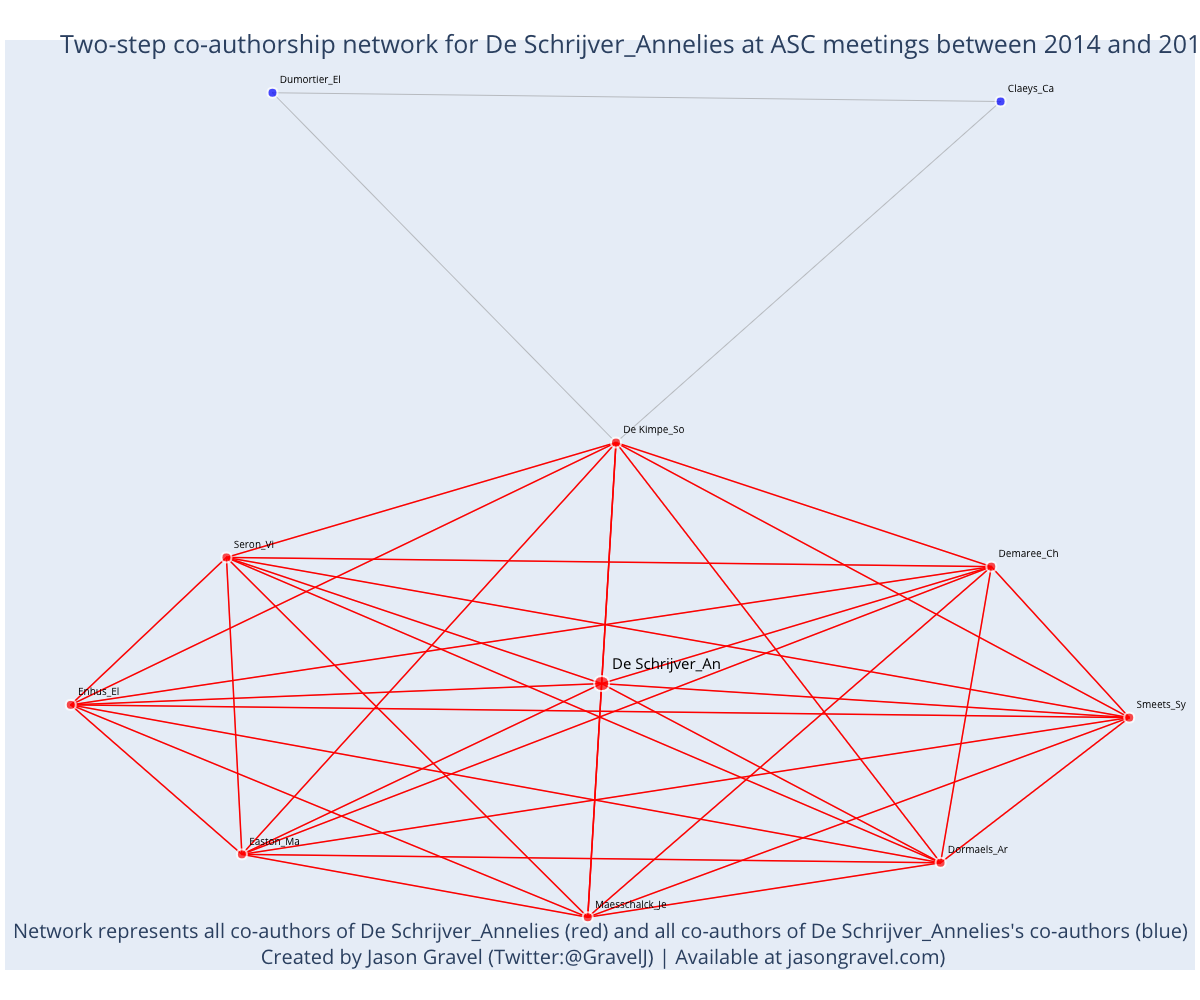 Two-step co-authorship network for De Schrijver_Annelies at ASC meetings between 2014 and 201
Dumortier_El
Claeys_Ca
De Kimpe_So
Seron_Vi
Demaree_Ch
De Schrijver_An
Enhus_El
Smeets_Sy
Easton_Ma
Dormaels_Ar
Maesschalck_Je
Network represents all co-authors of De Schrijver_Annelies (red) and all co-authors of De Schrijver_Annelies's co-authors (blue)
Created by Jason Gravel (Twitter:@GravelJ) | Available at jasongravel.com)